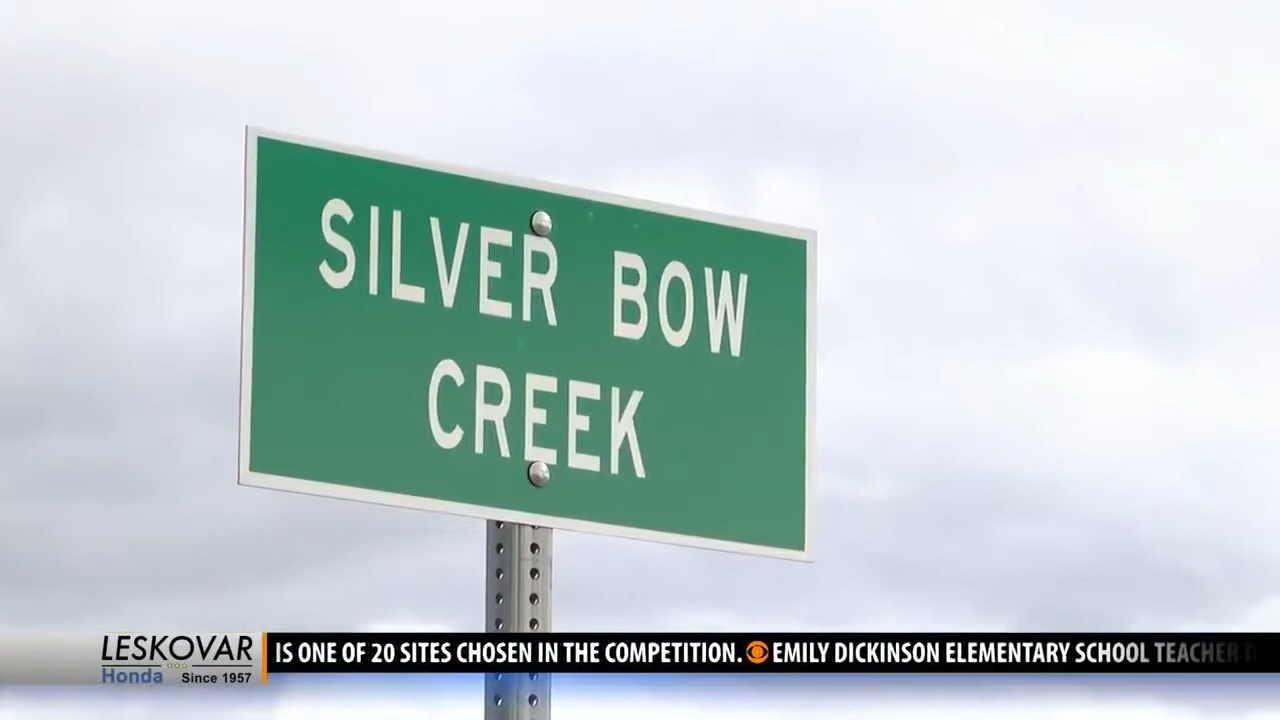 SILVER BOW
CREEK
LESKOVAR
Honda Since 1957
IS ONE OF 20 SITES CHOSEN IN THE COMPETITION. EMILY DICKINSON ELEMENTARY SCHOOL TEACHER